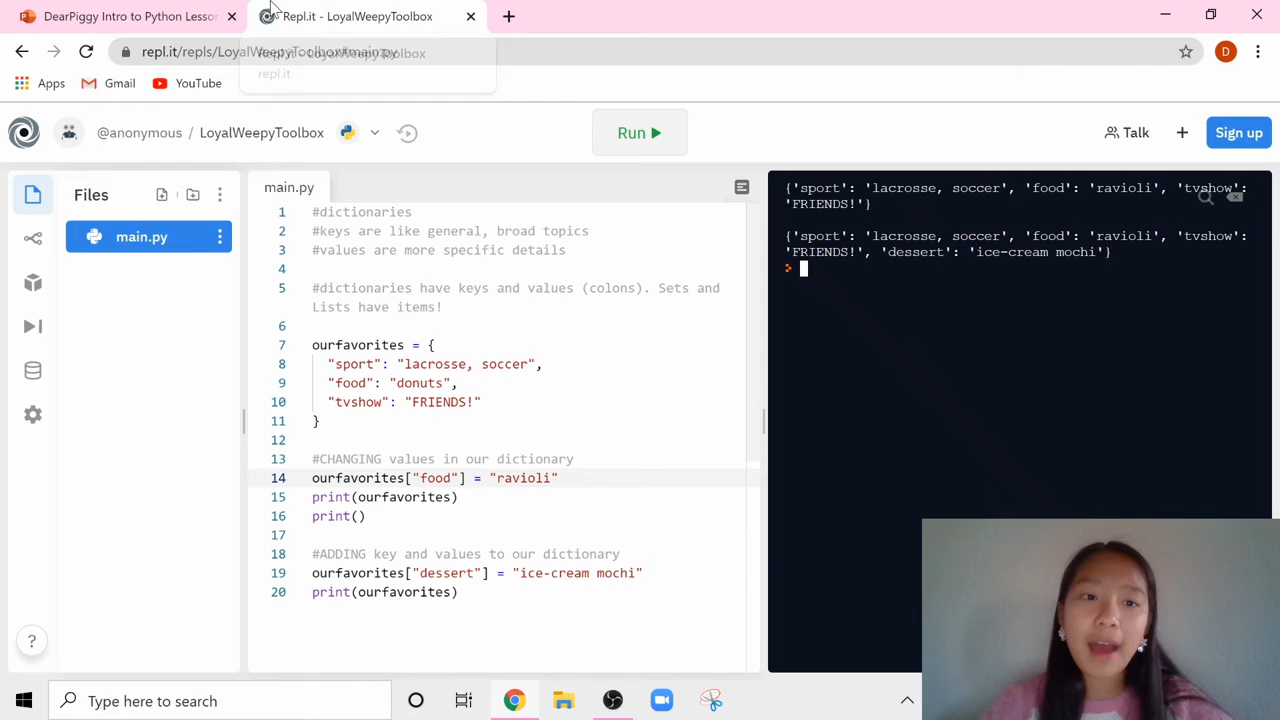 DearPiggy Intro to Python Lesson
Repl.it - LoyalWeepyToolbox
repl.it/repls/LoyalWeepyToolbox#main.py
Repl.it - LoyalWeepyToolbox
repl.it
D
Apps
Gmail
YouTube
@anonymous / LoyalWeepyToolbox
Run
Talk
Sign up
Files
main.py
main.py
1 #dictionaries
2 #keys are like general, broad topics
3 #values are more specific details
4
5 #dictionaries have keys and values (colons). Sets and
Lists have items!
6
7 ourfavorites = {
8 "sport": "lacrosse, soccer",
9 "food": "donuts",
10 "tvshow": "FRIENDS!"
11 }
12
13 #CHANGING values in our dictionary
14 ourfavorites["food"] = "ravioli"
15 print(ourfavorites)
16 print()
17
18 #ADDING key and values to our dictionary
19 ourfavorites["dessert"] = "ice-cream mochi"
20 print(ourfavorites)
{'sport': 'lacrosse, soccer', 'food': 'ravioli', 'tvshow':
'FRIENDS!'}
{'sport': 'lacrosse, soccer', 'food': 'ravioli', 'tvshow':
'FRIENDS!', 'dessert': 'ice-cream mochi'}
>
?
Type here to search